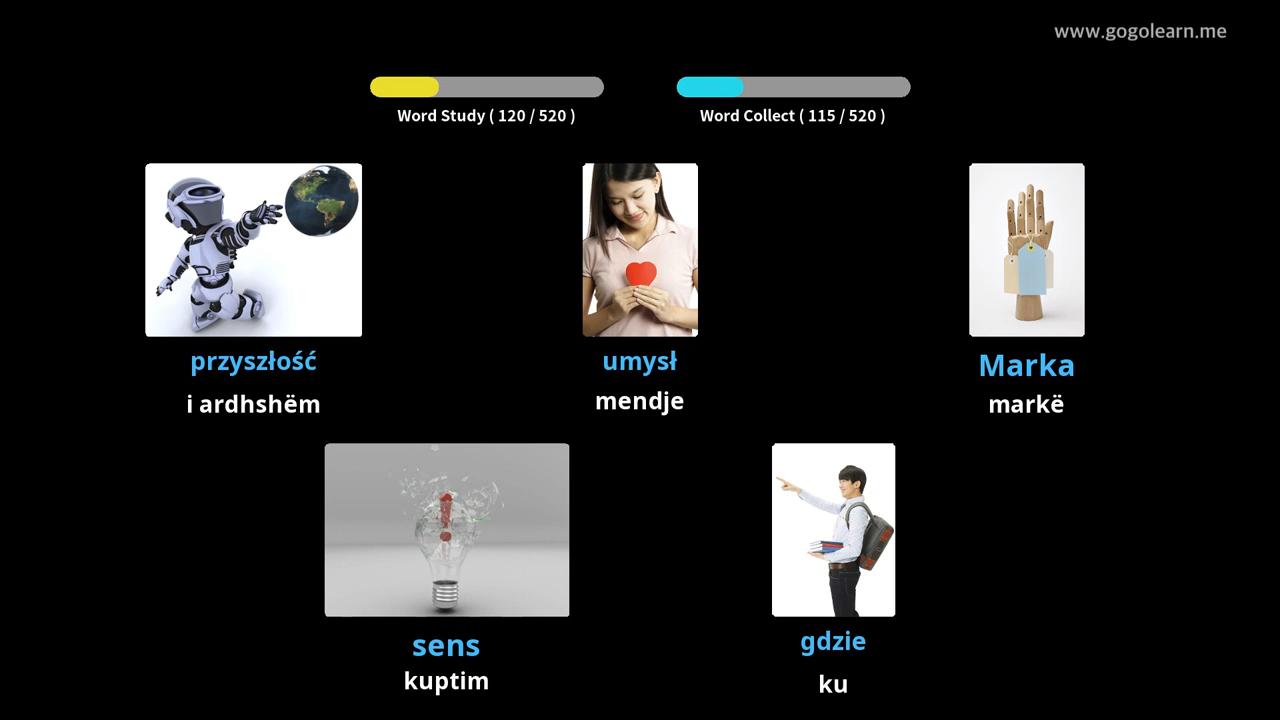 www.gogolearn.me
Word Study ( 120 / 520 )
Word Collect ( 115 / 520 )
przyszłość
umysł
Marka
i ardhshëm
mendje
markë
sens
gdzie
kuptim
ku